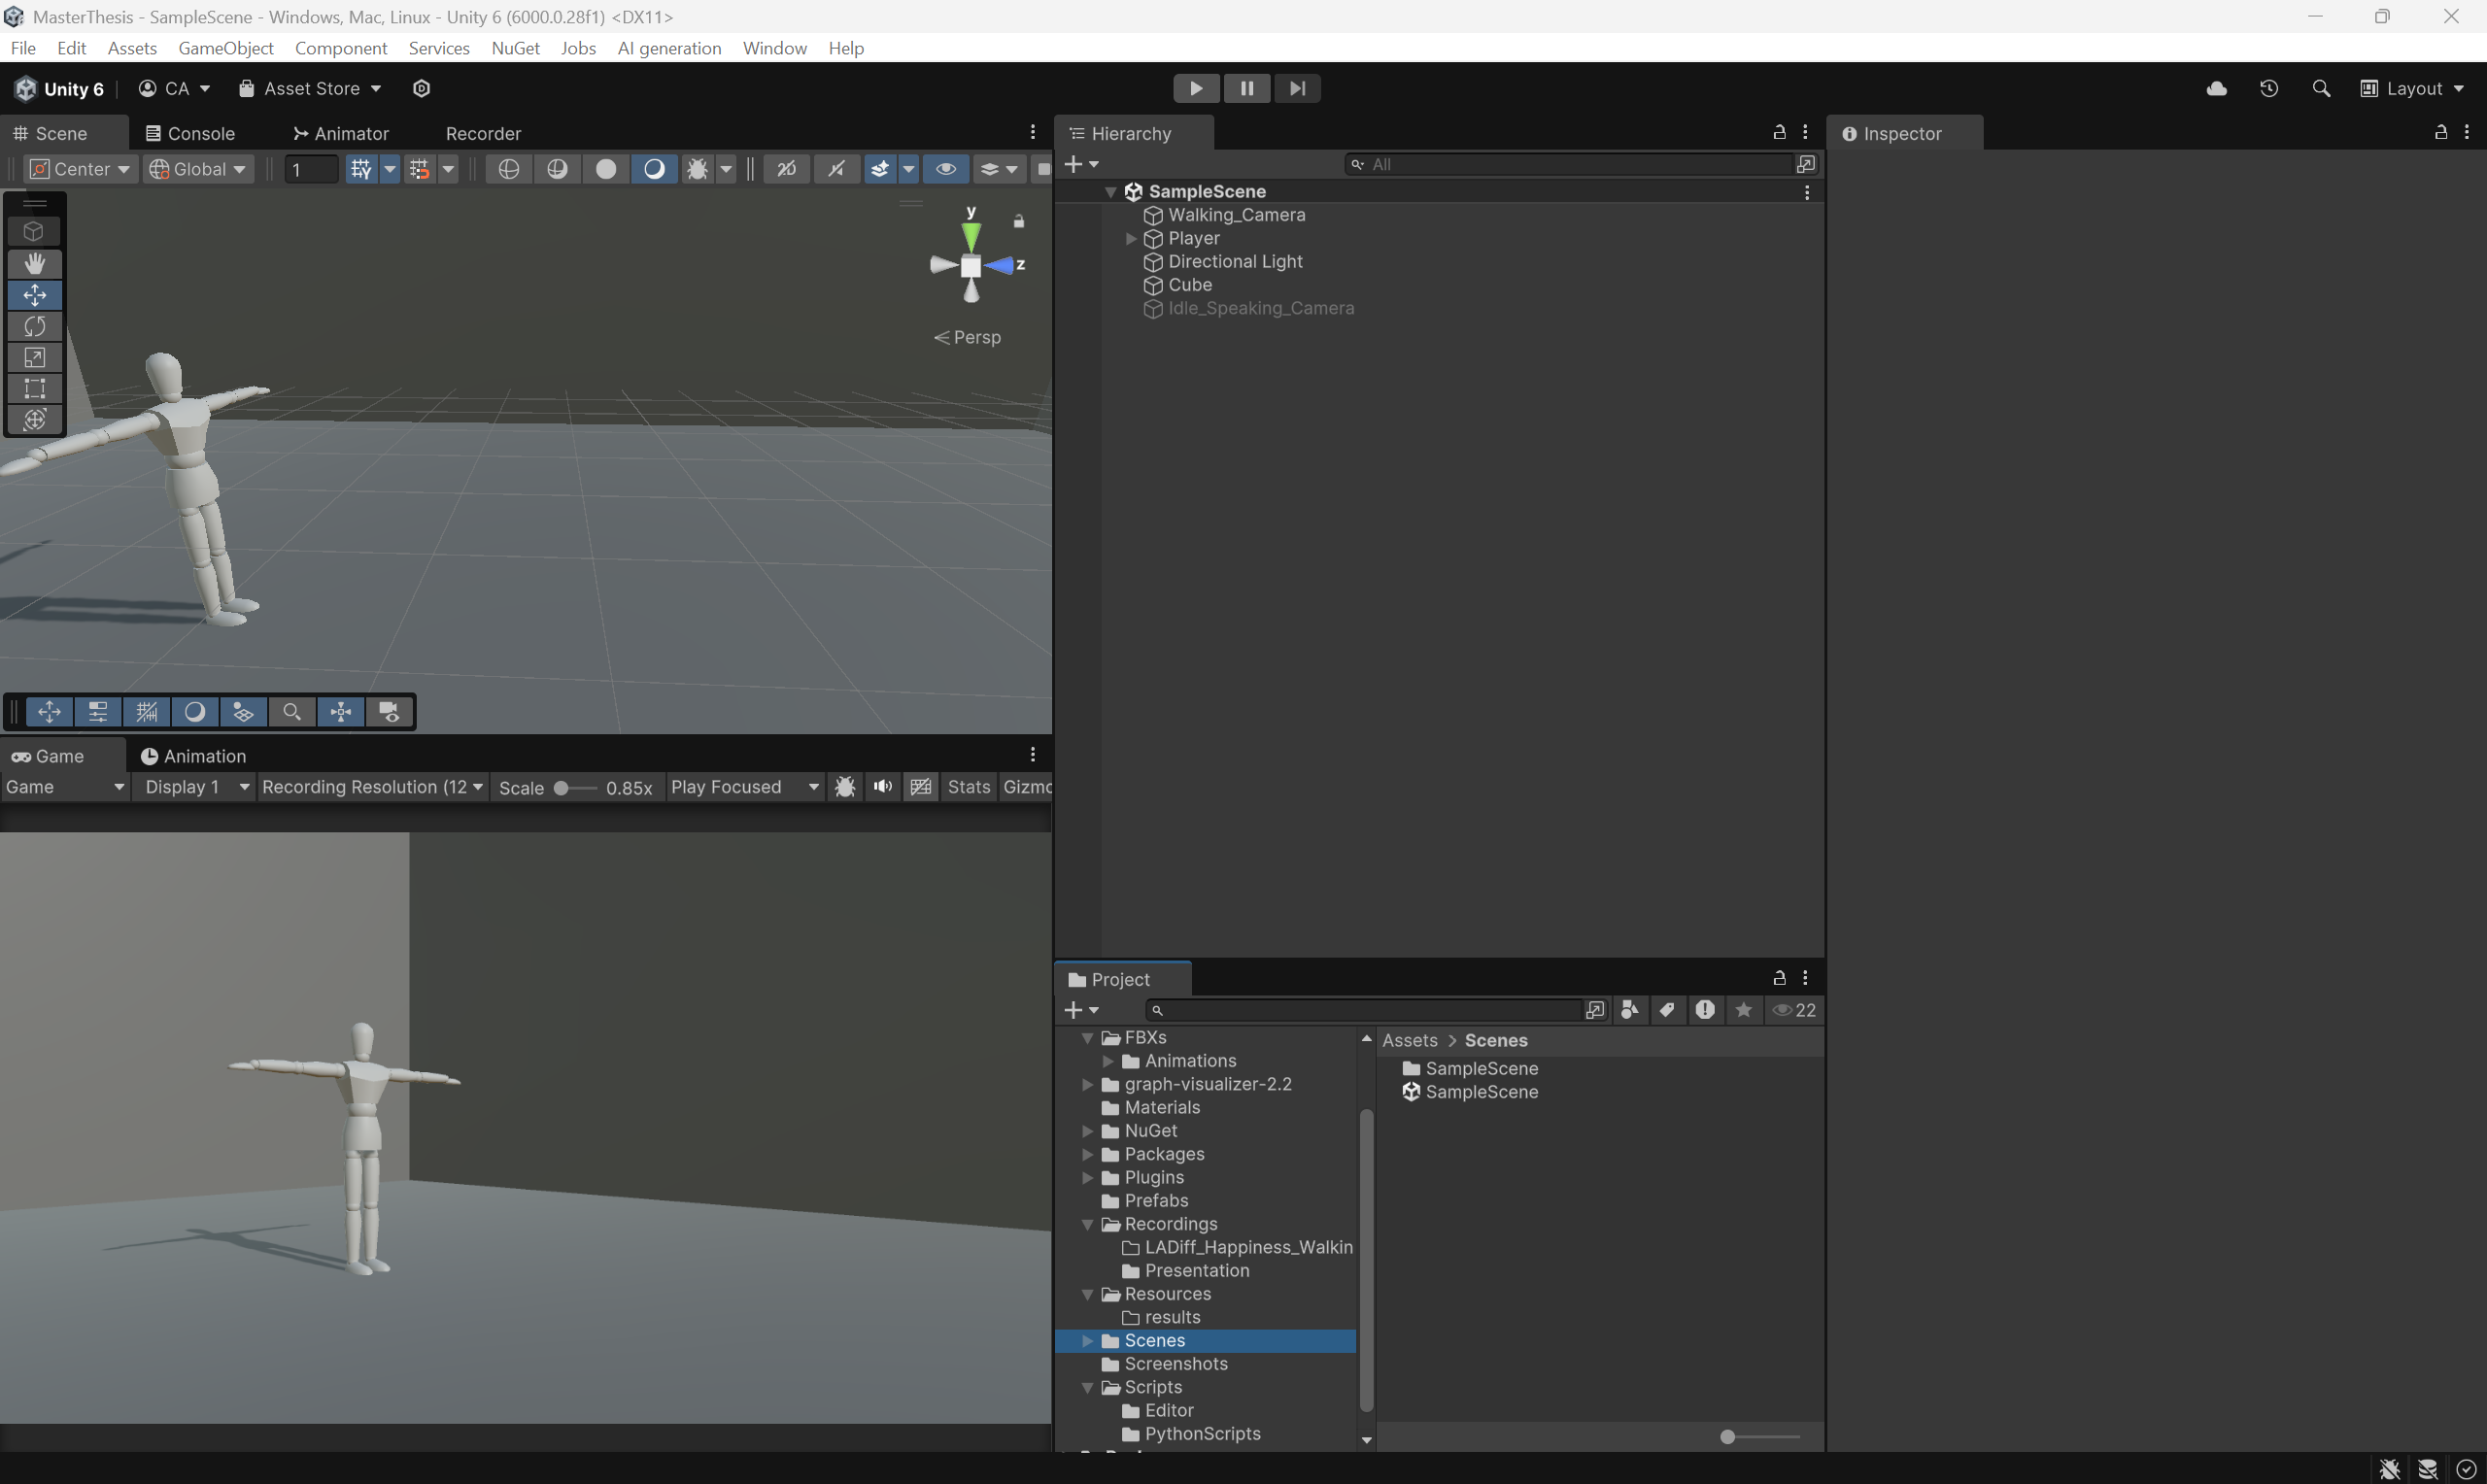 MasterThesis - SampleScene - Windows, Mac, Linux - Unity 6 (6000.0.28f1) <DX11>
File Edit Assets GameObject Component Services NuGet Jobs AI generation Window Help
Unity 6 CA Asset Store Layout
Scene Console Animator Recorder
Center Global 1
y
z
Persp
Game Animation
Game Display 1 Recording Resolution (12 Scale 0.85x Play Focused Stats Gizmo
Hierarchy
All
SampleScene
Walking_Camera
Player
Directional Light
Cube
Idle_Speaking_Camera
Project
22
FBXs
Animations
graph-visualizer-2.2
Materials
NuGet
Packages
Plugins
Prefabs
Recordings
LADiff_Happiness_Walkin
Presentation
Resources
results
Scenes
Screenshots
Scripts
Editor
PythonScripts
Assets > Scenes
SampleScene
SampleScene
Inspector